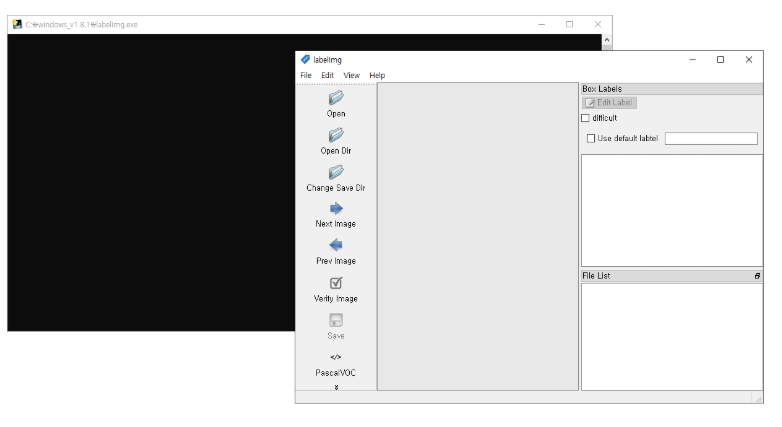 C:₩windows_v1.8.1₩labelImg.exe
labelImg
File Edit View Help
Open
Open Dir
Change Save Dir
Next Image
Prev Image
Verify Image
Save
</>
PascalVOC
Box Labels
Edit Label
difficult
Use default labtel
File List